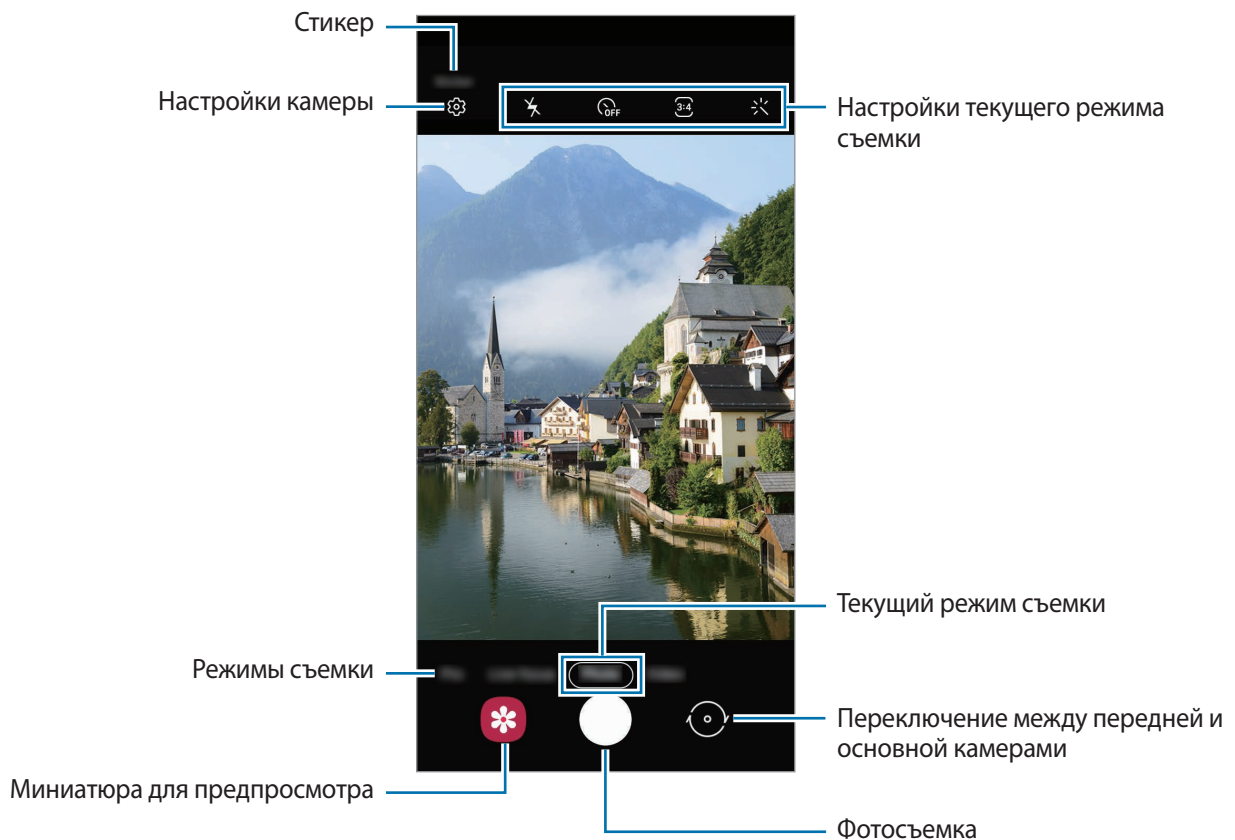 Стикер
Настройки камеры
OFF
3:4
Настройки текущего режима
съемки
Текущий режим съемки
Режимы съемки
Переключение между передней и
основной камерами
Миниатюра для предпросмотра
Фотосъемка